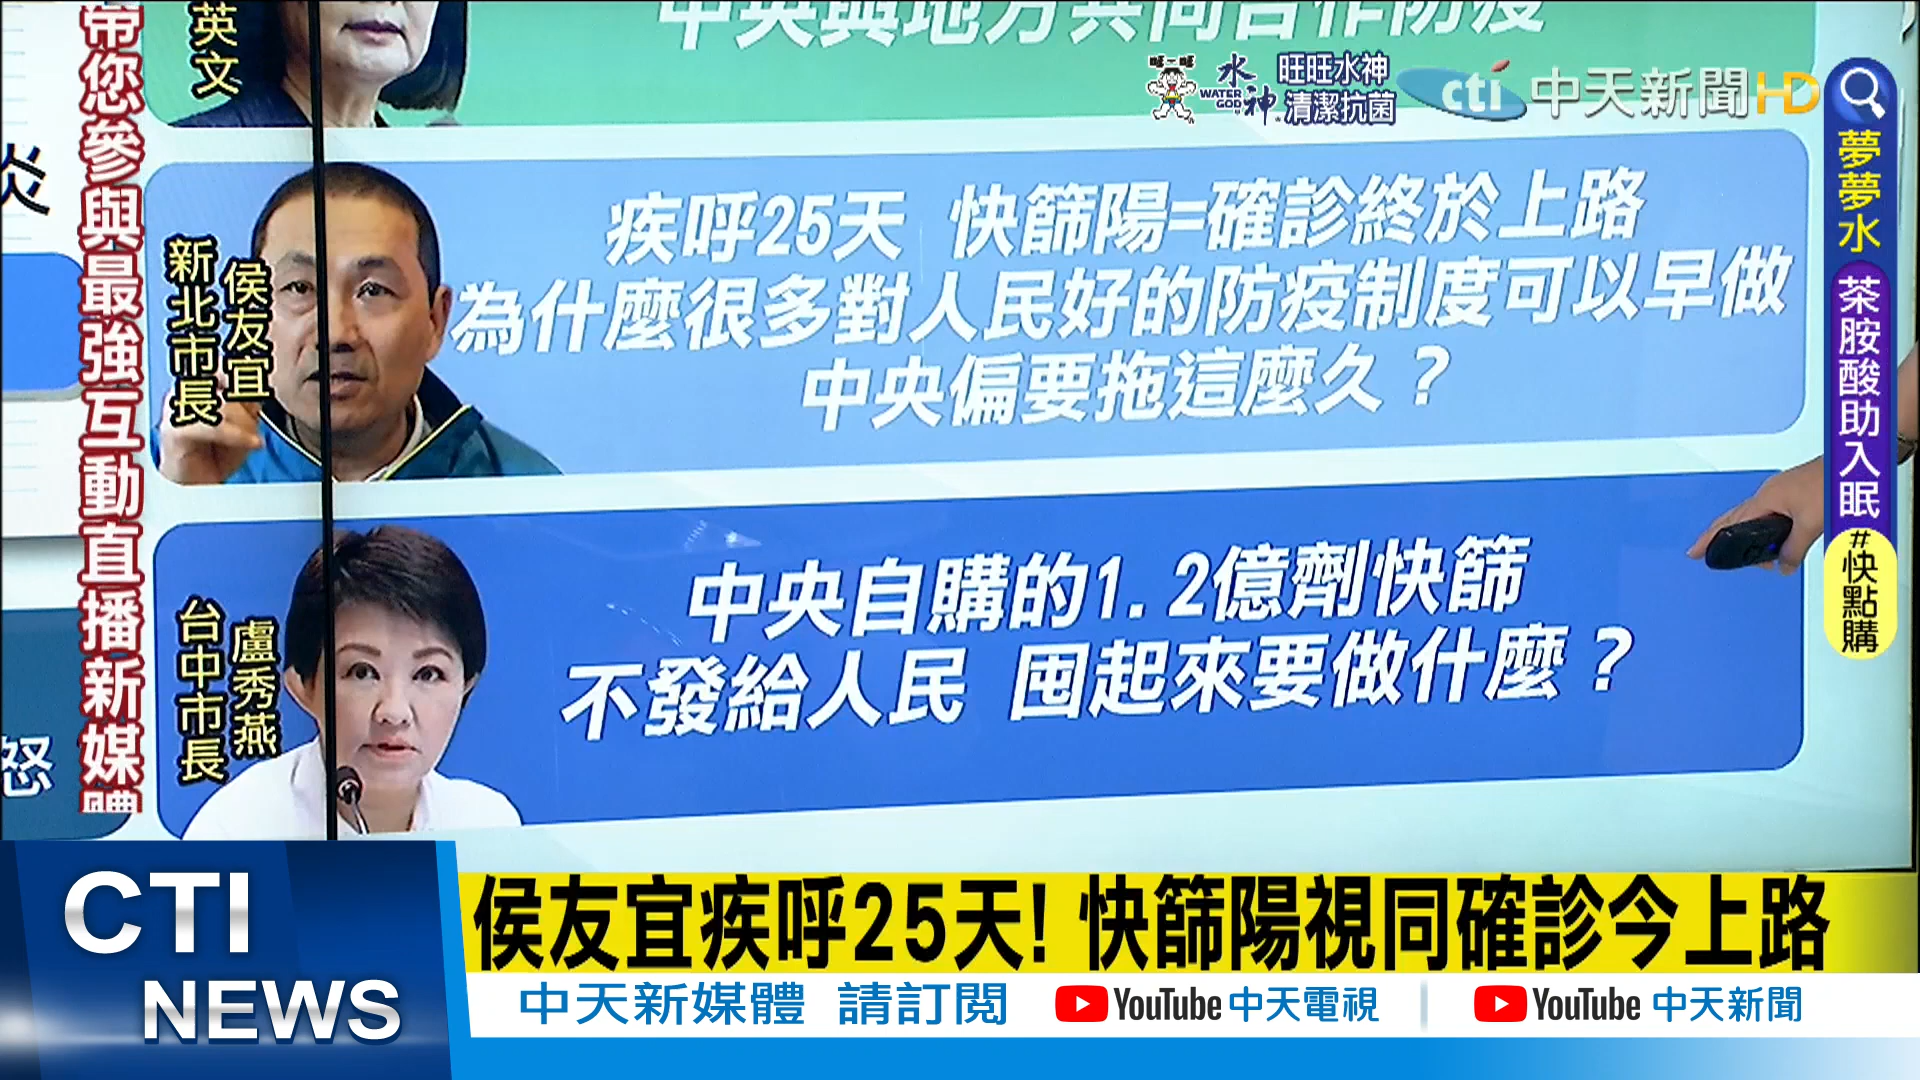 帶您參與最強互動直播新媒體
英文
中央與地方共同合作防疫
旺旺水神
清潔抗菌
水神
WATER
GOD
cti 中天新聞HD
夢夢水
茶胺酸助入眠
#快點購
炎
新北市長
侯友宜
疾呼25天 快篩陽=確診終於上路
為什麼很多對人民好的防疫制度可以早做
中央偏要拖這麼久？
台中市長
盧秀燕
中央自購的1.2億劑快篩
不發給人民 囤起來要做什麼？
怒
CTI
NEWS
侯友宜疾呼25天! 快篩陽視同確診今上路
中天新媒體 請訂閱 YouTube 中天電視 | YouTube 中天新聞